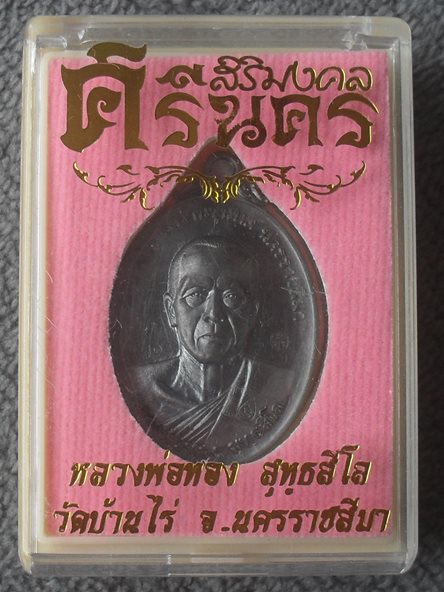 สิริมงคล
ศรีนคร
หลวงพ่อทอง สุทธสีโล
วัดบ้านไร่ จ.นครราชสีมา